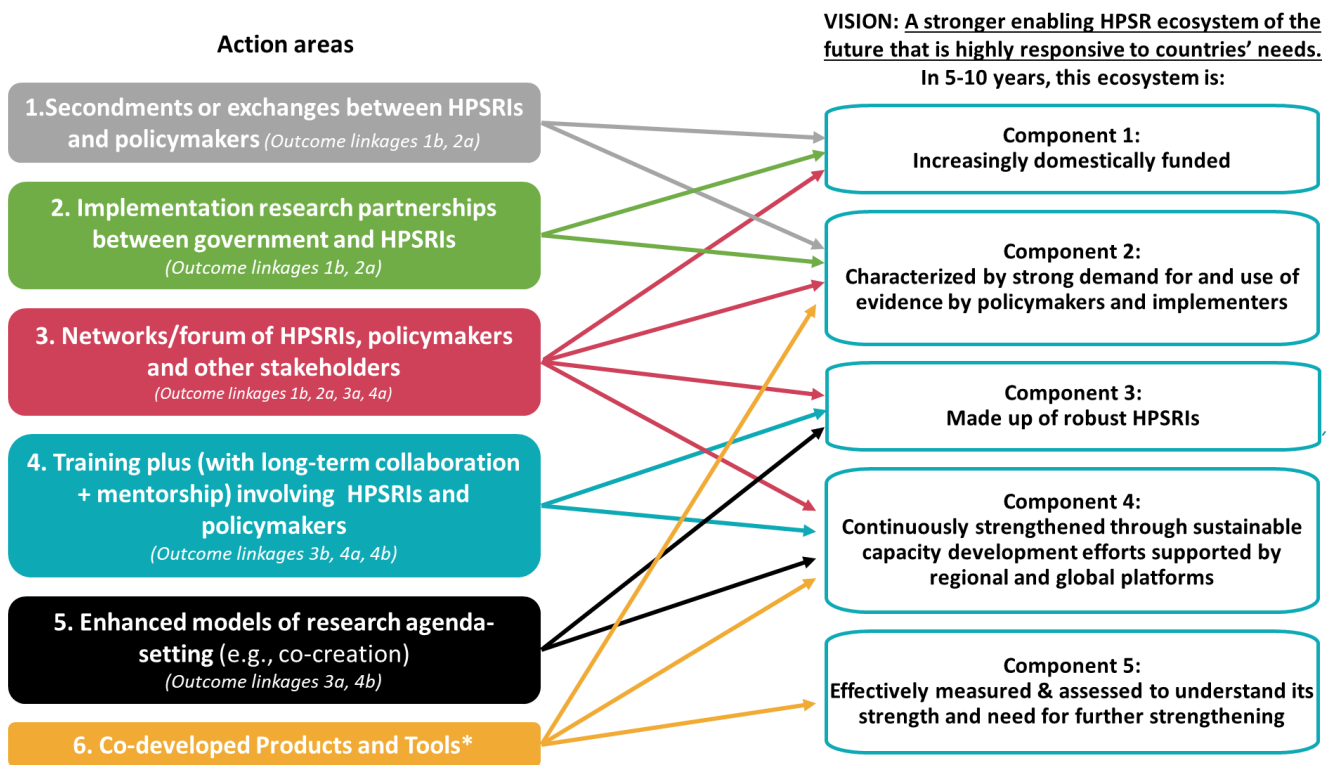 Action areas
1.Secondments or exchanges between HPSRIs
and policymakers (Outcome linkages 1b, 2a)
2. Implementation research partnerships
between government and HPSRIs
(Outcome linkages 1b, 2a)
3. Networks/forum of HPSRIs, policymakers
and other stakeholders
(Outcome linkages 1b, 2a, 3a, 4a)
4. Training plus (with long-term collaboration
+ mentorship) involving HPSRIs and
policymakers
(Outcome linkages 3b, 4a, 4b)
5. Enhanced models of research agenda-
setting (e.g., co-creation)
(Outcome linkages 3a, 4b)
6. Co-developed Products and Tools*
VISION: A stronger enabling HPSR ecosystem of the
future that is highly responsive to countries’ needs.
In 5-10 years, this ecosystem is:
Component 1:
Increasingly domestically funded
Component 2:
Characterized by strong demand for and use of
evidence by policymakers and implementers
Component 3:
Made up of robust HPSRIs
Component 4:
Continuously strengthened through sustainable
capacity development efforts supported by
regional and global platforms
Component 5:
Effectively measured & assessed to understand its
strength and need for further strengthening